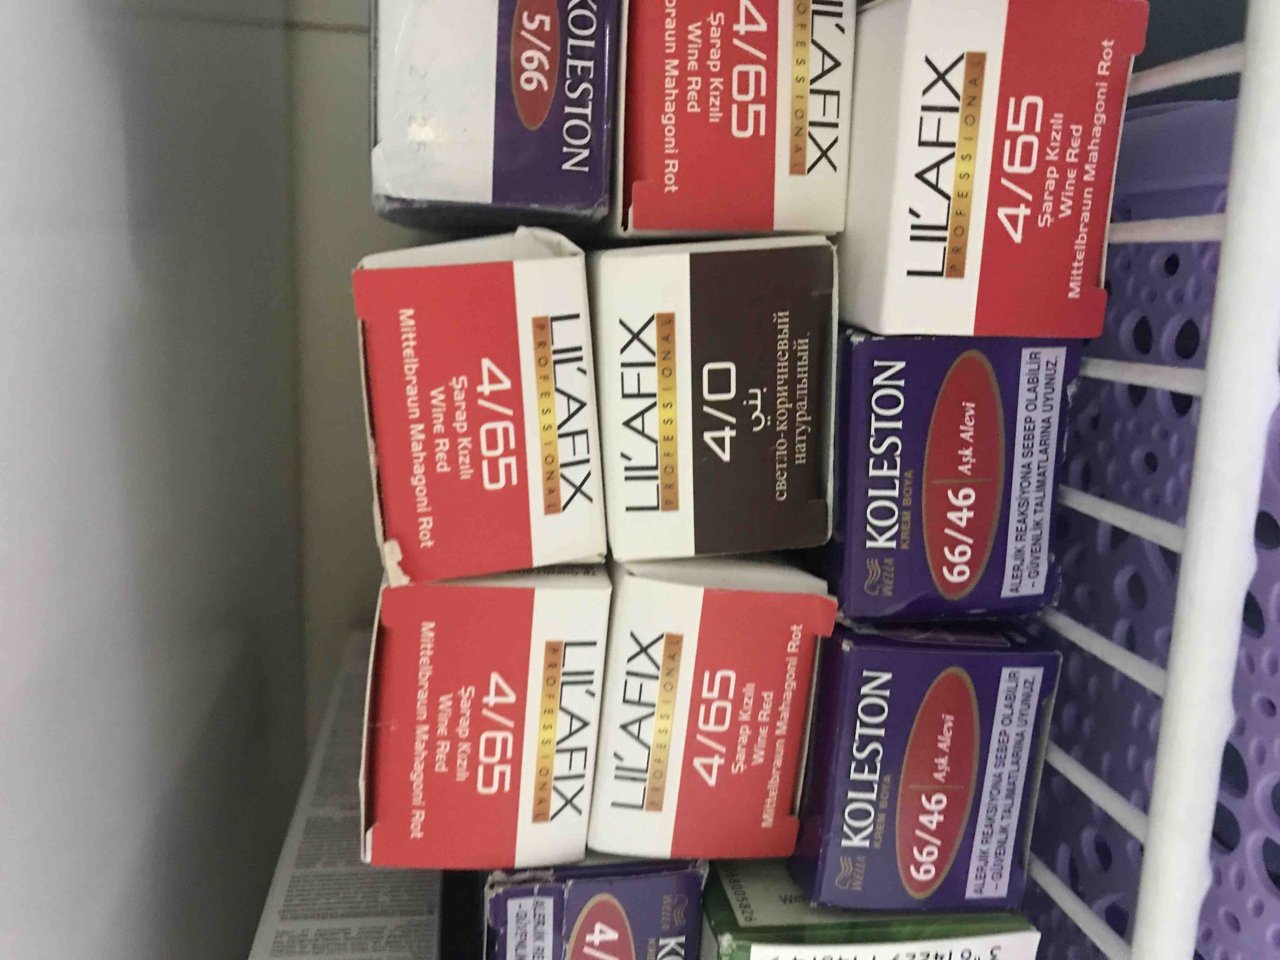 KOLESTON
5/66
LIL'AFIX
PROFESSIONAL
4/65
Şarap Kızılı
Wine Red
Mittelbraun Mahagoni Rot
LIL'AFIX
PROFESSIONAL
4/65
Şarap Kızılı
Wine Red
Mittelbraun Mahagoni Rot
LIL'AFIX
PROFESSIONAL
4/65
Şarap Kızılı
Wine Red
Mittelbraun Mahagoni Rot
LIL'AFIX
PROFESSIONAL
4/0
بني
светло-коричневый
натуральный.
WELLA
KOLESTON
KREM BOYA
66/46 Aşk Alevi
ALERJİK REAKSİYONA SEBEP OLABİLİR
- GÜVENLİK TALİMATLARINA UYUNUZ.
LIL'AFIX
PROFESSIONAL
4/65
Şarap Kızılı
Wine Red
Mittelbraun Mahagoni Rot
LIL'AFIX
PROFESSIONAL
4/65
Şarap Kızılı
Wine Red
Mittelbraun Mahagoni Rot
WELLA
KOLESTON
KREM BOYA
66/46 Aşk Alevi
ALERJİK REAKSİYONA SEBEP OLABİLİR
- GÜVENLİK TALİMATLARINA UYUNUZ.
WELLA
4/
ALERJİK RE